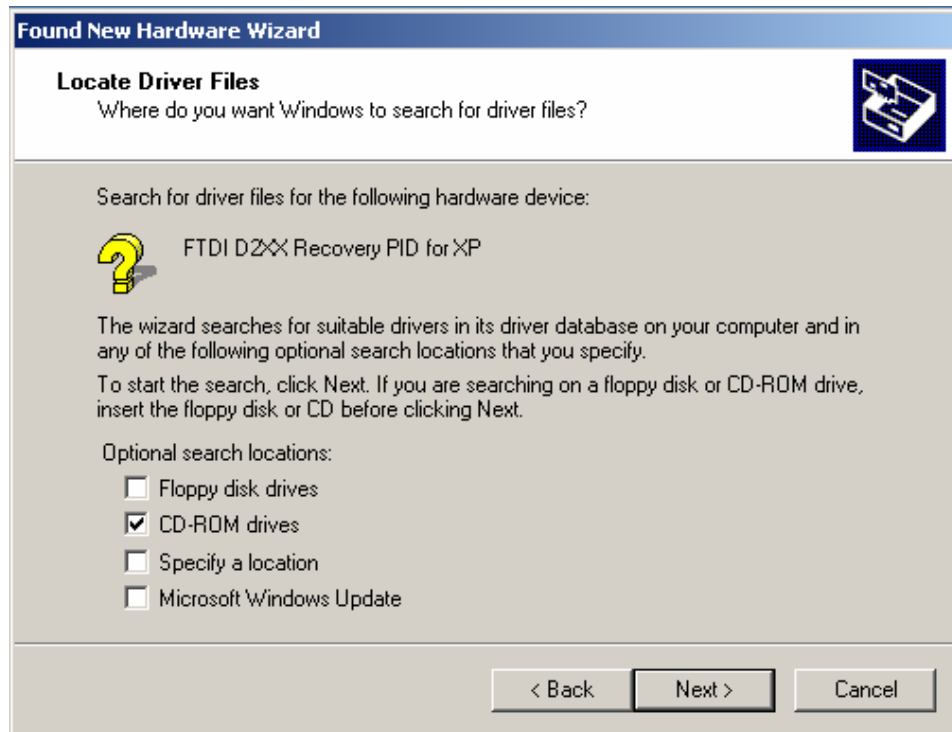 Found New Hardware Wizard
Locate Driver Files
Where do you want Windows to search for driver files?
Search for driver files for the following hardware device:
FTDI D2XX Recovery PID for XP
The wizard searches for suitable drivers in its driver database on your computer and in
any of the following optional search locations that you specify.
To start the search, click Next. If you are searching on a floppy disk or CD-ROM drive,
insert the floppy disk or CD before clicking Next.
Optional search locations:
Floppy disk drives
CD-ROM drives
Specify a location
Microsoft Windows Update
< Back Next > Cancel